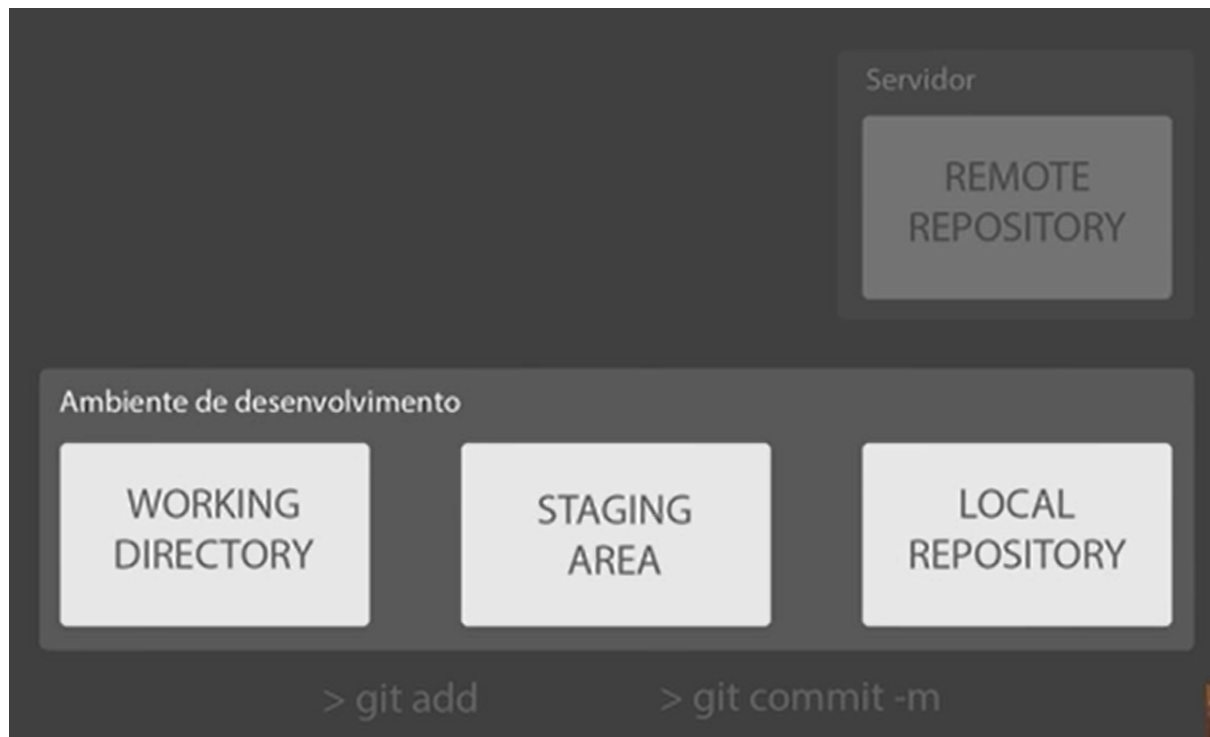 Servidor
REMOTE
REPOSITORY
Ambiente de desenvolvimento
WORKING
DIRECTORY
STAGING
AREA
LOCAL
REPOSITORY
> git add
> git commit -m